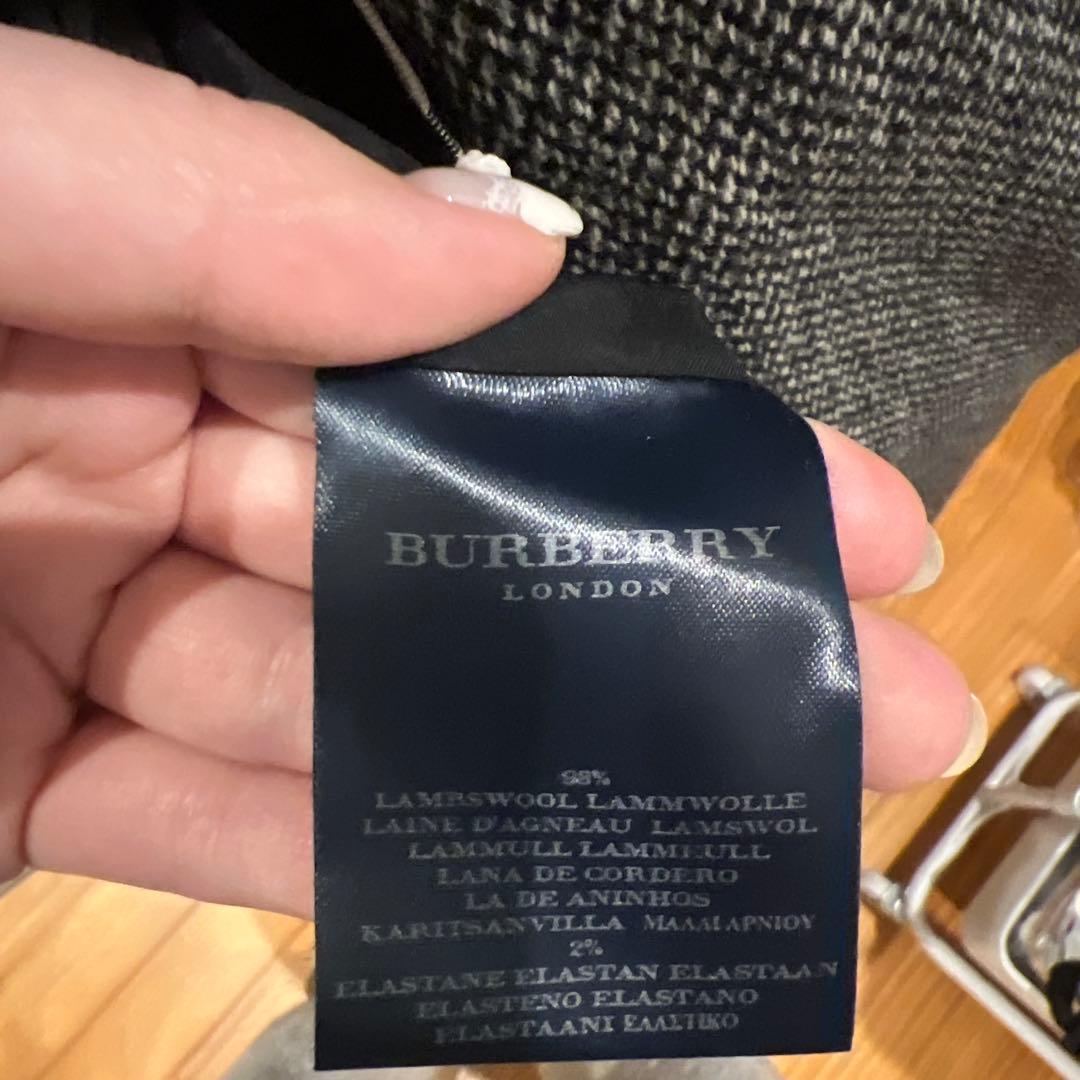 BURBERRY
LONDON
98%
LAMBSWOOL LAMMWOLLE
LAINE D'AGNEAU LAMSWOL
LAMMULL LAMMEULL
LANA DE CORDERO
LA DE ANINHOS
KARITSANVILLA ΜΑΛΛΙ ΑΡΝΙΟΥ
2%
ELASTANE ELASTAN ELASTAAN
ELASTENO ELASTANO
ELASTAANI ΕΛΑΣΤΙΚΟ